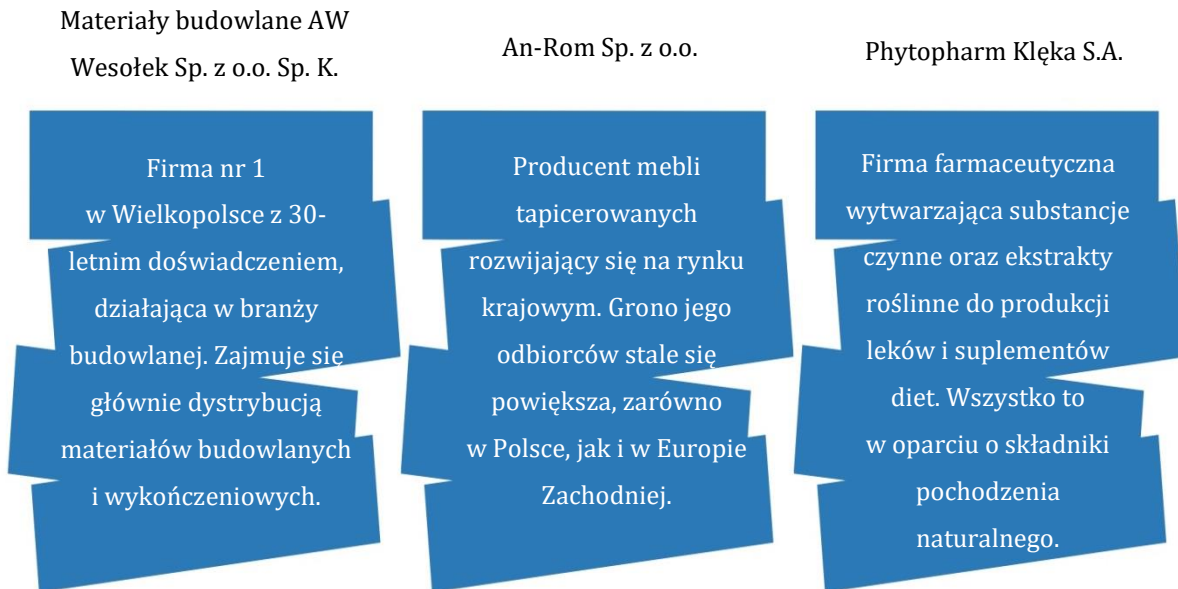 Materiały budowlane AW
Wesołek Sp. z o.o. Sp. K.
Firma nr 1
w Wielkopolsce z 30-
letnim doświadczeniem,
działająca w branży
budowlanej. Zajmuje się
głównie dystrybucją
materiałów budowlanych
i wykończeniowych.
An-Rom Sp. z o.o.
Producent mebli
tapicerowanych
rozwijający się na rynku
krajowym. Grono jego
odbiorców stale się
powiększa, zarówno
w Polsce, jak i w Europie
Zachodniej.
Phytopharm Klęka S.A.
Firma farmaceutyczna
wytwarzająca substancje
czynne oraz ekstrakty
roślinne do produkcji
leków i suplementów
diet. Wszystko to
w oparciu o składniki
pochodzenia
naturalnego.